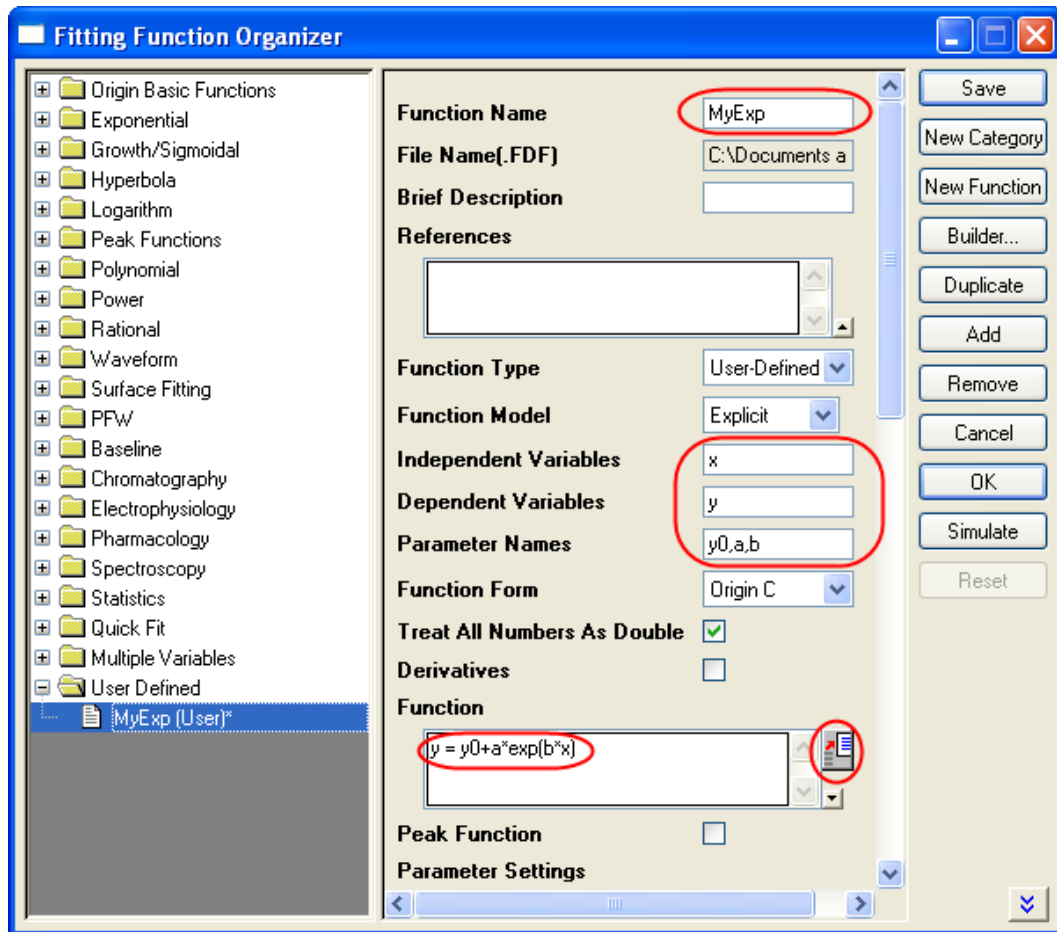 Fitting Function Organizer
Origin Basic Functions
Exponential
Growth/Sigmoidal
Hyperbola
Logarithm
Peak Functions
Polynomial
Power
Rational
Waveform
Surface Fitting
PFW
Baseline
Chromatography
Electrophysiology
Pharmacology
Spectroscopy
Statistics
Quick Fit
Multiple Variables
User Defined
MyExp (User)*
Function Name MyExp
File Name(.FDF) C:\Documents a
Brief Description
References
Function Type User-Defined
Function Model Explicit
Independent Variables x
Dependent Variables y
Parameter Names y0,a,b
Function Form Origin C
Treat All Numbers As Double
Derivatives
Function
y = y0+a*exp(b*x)
Peak Function
Parameter Settings
Save
New Category
New Function
Builder...
Duplicate
Add
Remove
Cancel
OK
Simulate
Reset